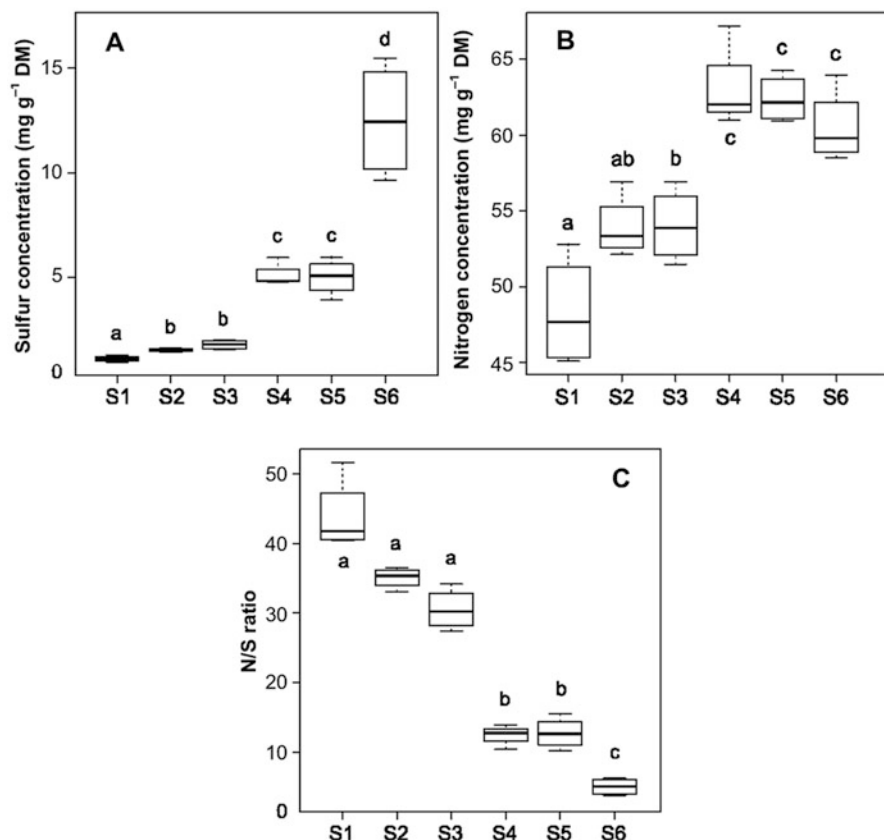 A
Sulfur concentration (mg g⁻¹ DM)
15
10
5
0
a
b
b
c
c
d
S1 S2 S3 S4 S5 S6
B
Nitrogen concentration (mg g⁻¹ DM)
65
60
55
50
45
a
ab
b
c
c
c
S1 S2 S3 S4 S5 S6
C
N/S ratio
50
40
30
20
10
0
a
a
a
b
b
c
S1 S2 S3 S4 S5 S6